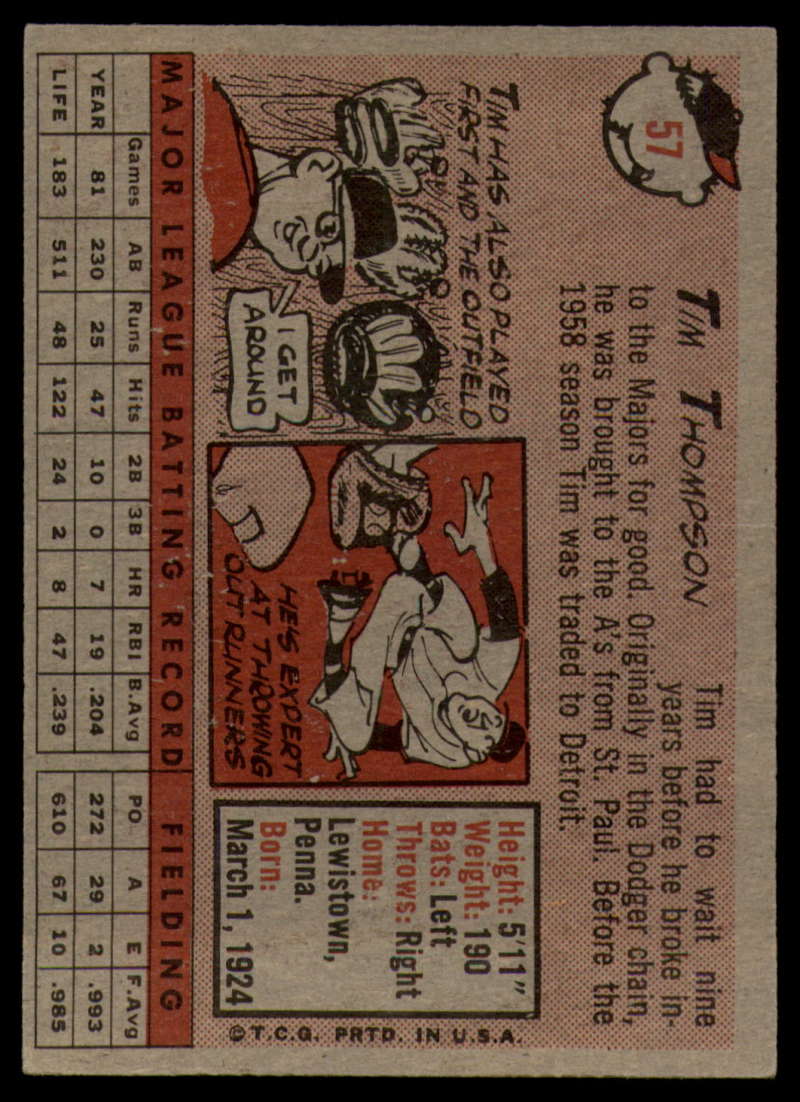 57
TIM THOMPSON
Tim had to wait nine
years before he broke in-
to the Majors for good. Originally in the Dodger chain,
he was brought to the A's from St. Paul. Before the
1958 season Tim was traded to Detroit.
TIM HAS ALSO PLAYED
FIRST AND THE OUTFIELD
I GET
AROUND
HE'S EXPERT
AT THROWING
OUT RUNNERS
Height: 5'11"
Weight: 190
Bats: Left
Throws: Right
Home:
Lewistown,
Penna.
Born:
March 1, 1924
©T.C.G. PRTD. IN U.S.A.
MAJOR LEAGUE BATTING RECORD FIELDING
Games AB Runs Hits 2B 3B HR RBI B.Avg PO A E F.Avg
YEAR 81 230 25 47 10 0 7 19 .204 272 29 2 .993
LIFE 183 511 48 122 24 2 8 47 .239 610 67 10 .985